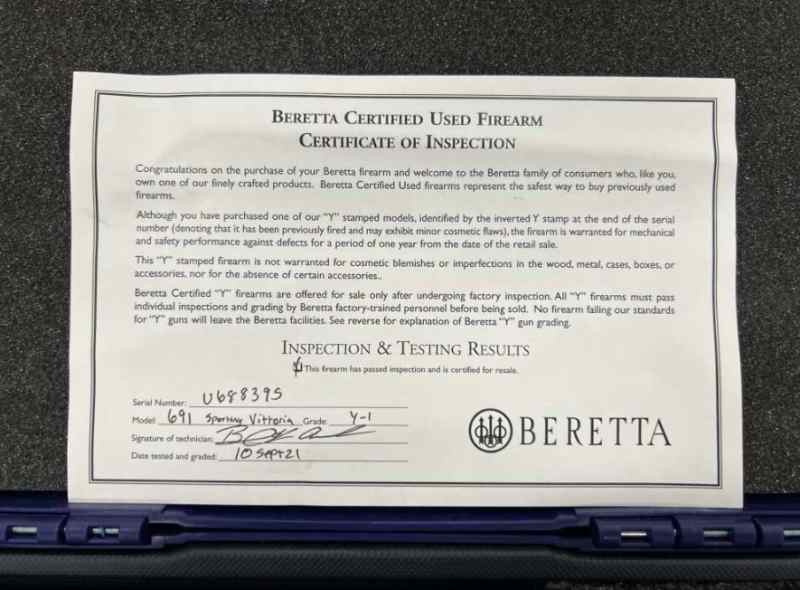 BERETTA CERTIFIED USED FIREARM
CERTIFICATE OF INSPECTION
Congratulations on the purchase of your Beretta firearm and welcome to the Beretta family of consumers who, like you,
own one of our finely crafted products. Beretta Certified Used firearms represent the safest way to buy previously used
firearms.
Although you have purchased one of our "Y" stamped models, identified by the inverted Y stamp at the end of the serial
number (denoting that it has been previously fired and may exhibit minor cosmetic flaws), the firearm is warranted for mechanical
and safety performance against defects for a period of one year from the date of the retail sale.
This "Y" stamped firearm is not warranted for cosmetic blemishes or imperfections in the wood, metal, cases, boxes, or
accessories, nor for the absence of certain accessories..
Beretta Certified "Y" firearms are offered for sale only after undergoing factory inspection. All "Y" firearms must pass
individual inspections and grading by Beretta factory-trained personnel before being sold. No firearm failing our standards
for "Y" guns will leave the Beretta facilities. See reverse for explanation of Beretta "Y" gun grading.
INSPECTION & TESTING RESULTS
This firearm has passed inspection and is certified for resale.
Serial Number: U68839S
Model: 691 Sporting Vittoria Grade: Y-1
Signature of technician:
Date tested and graded: 10 SEPT 21
BERETTA